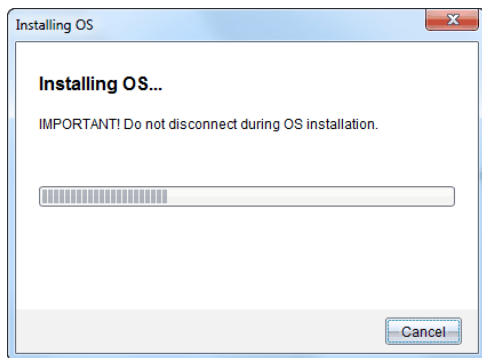 Installing OS
Installing OS...
IMPORTANT! Do not disconnect during OS installation.
Cancel